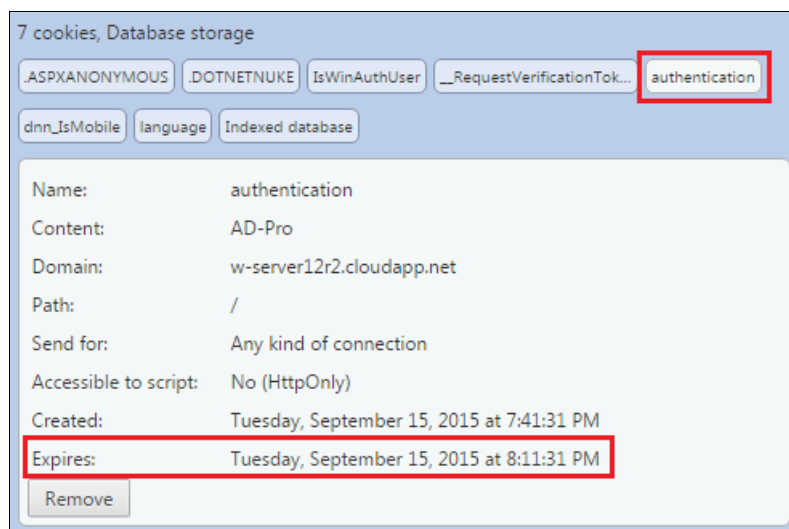 7 cookies, Database storage
.ASPXANONYMOUS .DOTNETNUKE IsWinAuthUser __RequestVerificationTok... authentication
dnn_IsMobile language Indexed database
Name: authentication
Content: AD-Pro
Domain: w-server12r2.cloudapp.net
Path: /
Send for: Any kind of connection
Accessible to script: No (HttpOnly)
Created: Tuesday, September 15, 2015 at 7:41:31 PM
Expires: Tuesday, September 15, 2015 at 8:11:31 PM
Remove